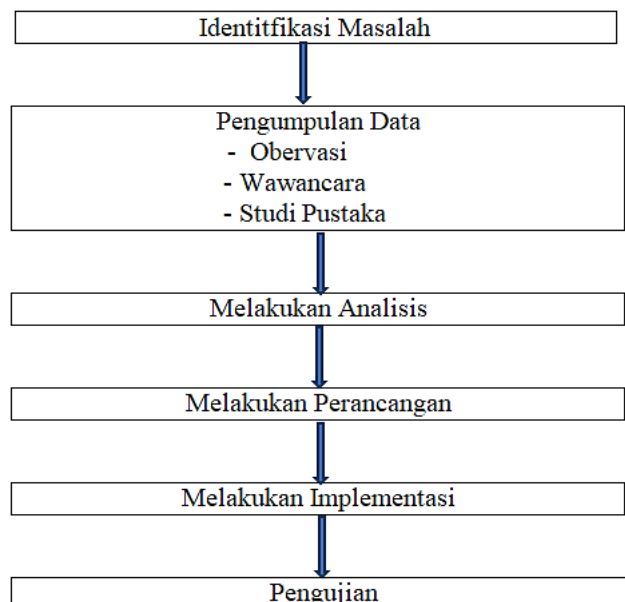 Identitfikasi Masalah
Pengumpulan Data
- Obervasi
- Wawancara
- Studi Pustaka
Melakukan Analisis
Melakukan Perancangan
Melakukan Implementasi
Pengujian